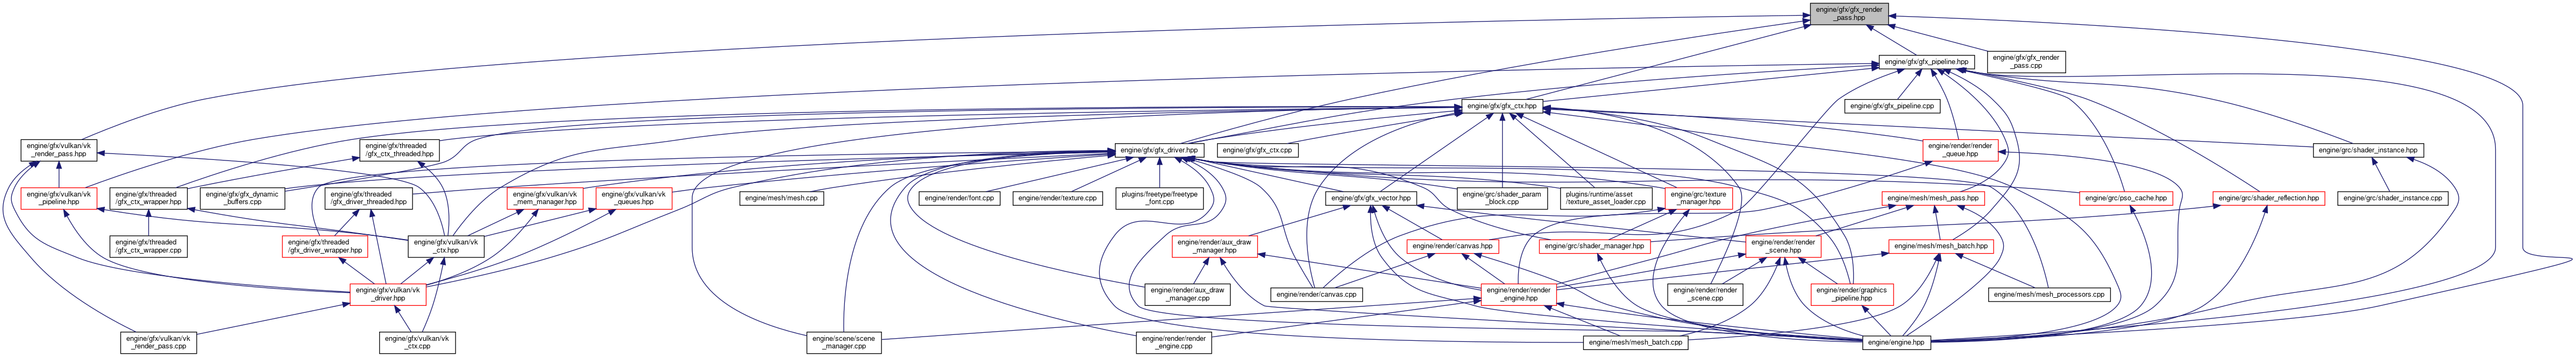 engine/gfx/gfx_render
_pass.hpp
engine/gfx/gfx_pipeline.hpp
engine/gfx/gfx_render
_pass.cpp
engine/gfx/gfx_ctx.hpp
engine/gfx/gfx_pipeline.cpp
engine/gfx/vulkan/vk
_render_pass.hpp
engine/gfx/threaded
/gfx_ctx_threaded.hpp
engine/gfx/gfx_driver.hpp
engine/gfx/gfx_ctx.cpp
engine/render/render
_queue.hpp
engine/grc/shader_instance.hpp
engine/gfx/vulkan/vk
_pipeline.hpp
engine/gfx/threaded
/gfx_ctx_wrapper.hpp
engine/gfx/gfx_dynamic
_buffers.cpp
engine/gfx/threaded
/gfx_driver_threaded.hpp
engine/gfx/vulkan/vk
_mem_manager.hpp
engine/gfx/vulkan/vk
_queues.hpp
engine/mesh/mesh.cpp
engine/render/font.cpp
engine/render/texture.cpp
plugins/freetype/freetype
_font.cpp
engine/gfx/gfx_vector.hpp
engine/grc/shader_param
_block.cpp
plugins/runtime/asset
/texture_asset_loader.cpp
engine/grc/texture
_manager.hpp
engine/mesh/mesh_pass.hpp
engine/grc/pso_cache.hpp
engine/grc/shader_reflection.hpp
engine/grc/shader_instance.cpp
engine/gfx/threaded
/gfx_ctx_wrapper.cpp
engine/gfx/threaded
/gfx_driver_wrapper.hpp
engine/gfx/vulkan/vk
_ctx.hpp
engine/render/aux_draw
_manager.hpp
engine/render/canvas.hpp
engine/grc/shader_manager.hpp
engine/render/render
_scene.hpp
engine/mesh/mesh_batch.hpp
engine/gfx/vulkan/vk
_driver.hpp
engine/render/aux_draw
_manager.cpp
engine/render/canvas.cpp
engine/render/render
_engine.hpp
engine/render/render
_scene.cpp
engine/render/graphics
_pipeline.hpp
engine/mesh/mesh_processors.cpp
engine/gfx/vulkan/vk
_render_pass.cpp
engine/gfx/vulkan/vk
_ctx.cpp
engine/scene/scene
_manager.cpp
engine/render/render
_engine.cpp
engine/mesh/mesh_batch.cpp
engine/engine.hpp